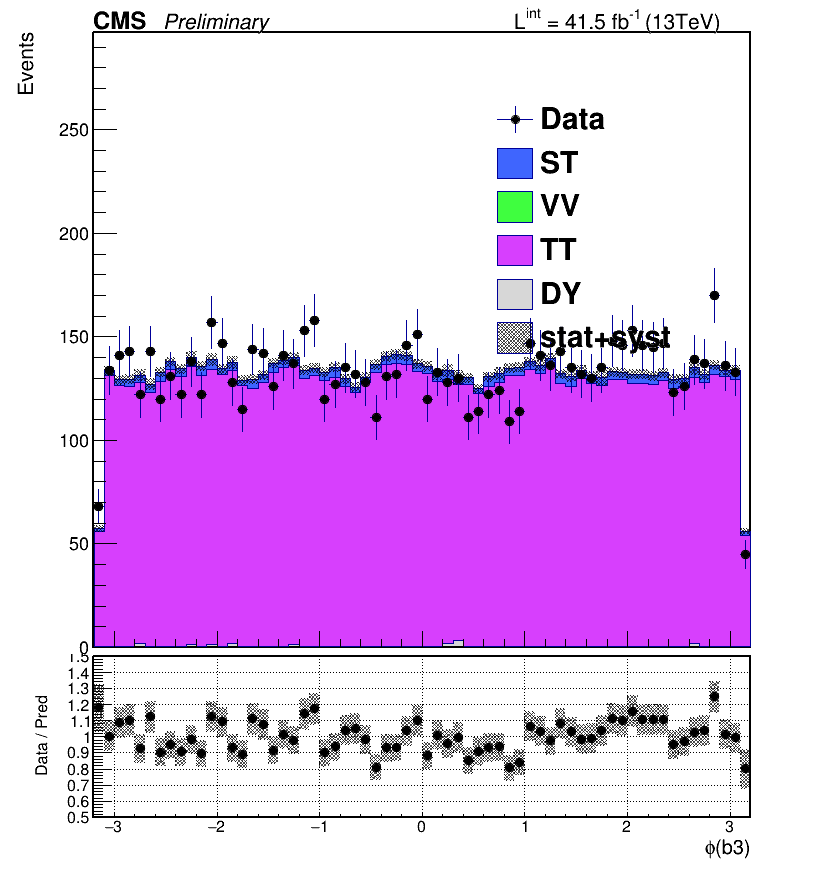 CMS Preliminary L^int = 41.5 fb^-1 (13TeV)
Events
250
200
150
100
50
0
Data
ST
VV
TT
DY
stat+syst
Data / Pred
1.5
1.4
1.3
1.2
1.1
1
0.9
0.8
0.7
0.6
0.5
−3 −2 −1 0 1 2 3
ϕ(b3)